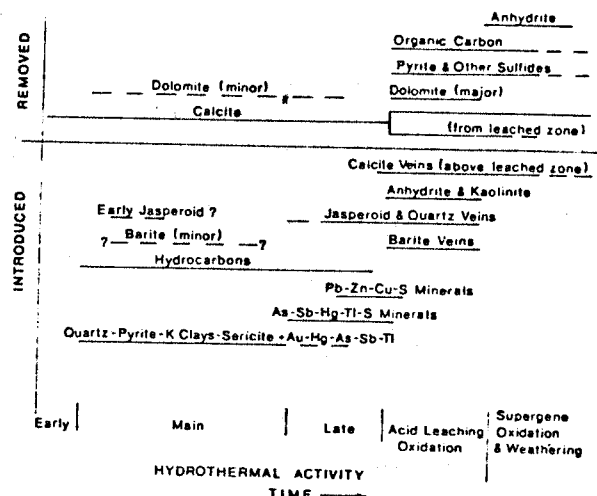 REMOVED
Anhydrite
Organic Carbon
Pyrite & Other Sulfides
Dolomite (minor)
Dolomite (major)
Calcite
(from leached zone)
INTRODUCED
Calcite Veins (above leached zone)
Anhydrite & Kaolinite
Early Jasperoid ?
Jasperoid & Quartz Veins
? Barite (minor) ?
Barite Veins
Hydrocarbons
Pb-Zn-Cu-S Minerals
As-Sb-Hg-Tl-S Minerals
Quartz-Pyrite-K Clays-Sericite+Au-Hg-As-Sb-Tl
Early
Main
Late
Acid Leaching
Oxidation
Supergene
Oxidation
& Weathering
HYDROTHERMAL ACTIVITY
TIME